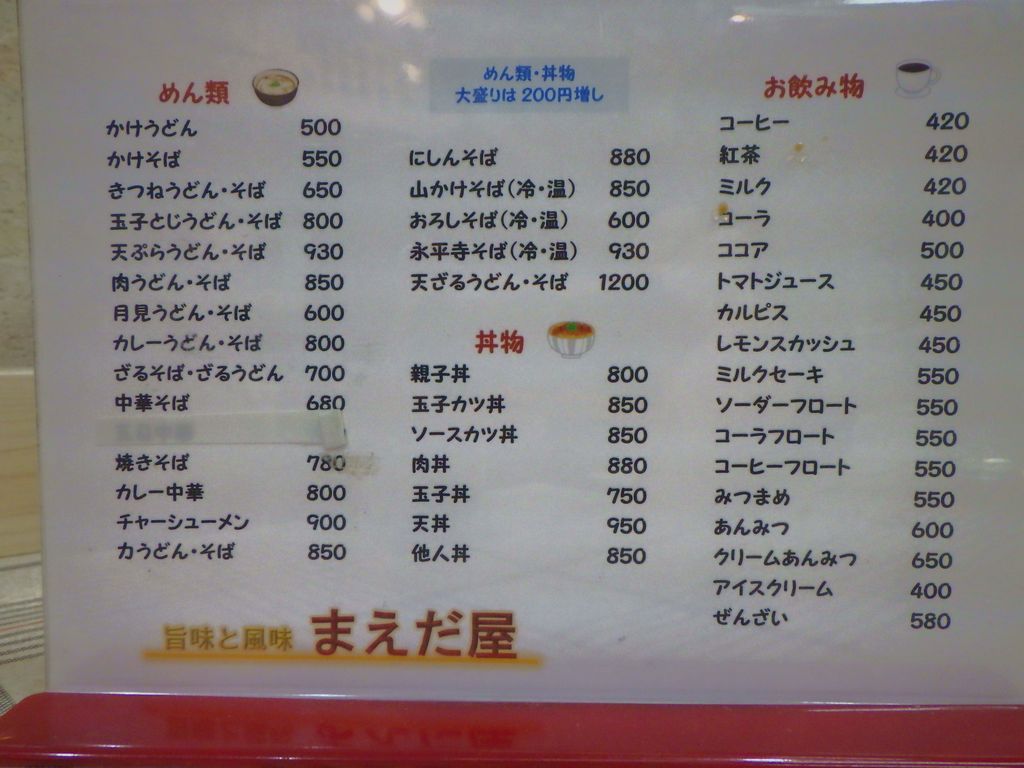 めん類
かけうどん 500
かけそば 550
きつねうどん・そば 650
玉子とじうどん・そば 800
天ぷらうどん・そば 930
肉うどん・そば 850
月見うどん・そば 600
カレーうどん・そば 800
ざるそば・ざるうどん 700
中華そば 680
焼きそば 780
カレー中華 800
チャーシューメン 900
力うどん・そば 850
めん類・丼物
大盛りは 200円増し
にしんそば 880
山かけそば(冷・温) 850
おろしそば(冷・温) 600
永平寺そば(冷・温) 930
天ざるうどん・そば 1200
丼物
親子丼 800
玉子カツ丼 850
ソースカツ丼 850
肉丼 880
玉子丼 750
天丼 950
他人丼 850
お飲み物
コーヒー 420
紅茶 420
ミルク 420
コーラ 400
ココア 500
トマトジュース 450
カルピス 450
レモンスカッシュ 450
ミルクセーキ 550
ソーダーフロート 550
コーラフロート 550
コーヒーフロート 550
みつまめ 550
あんみつ 600
クリームあんみつ 650
アイスクリーム 400
ぜんざい 580
旨味と風味 まえだ屋